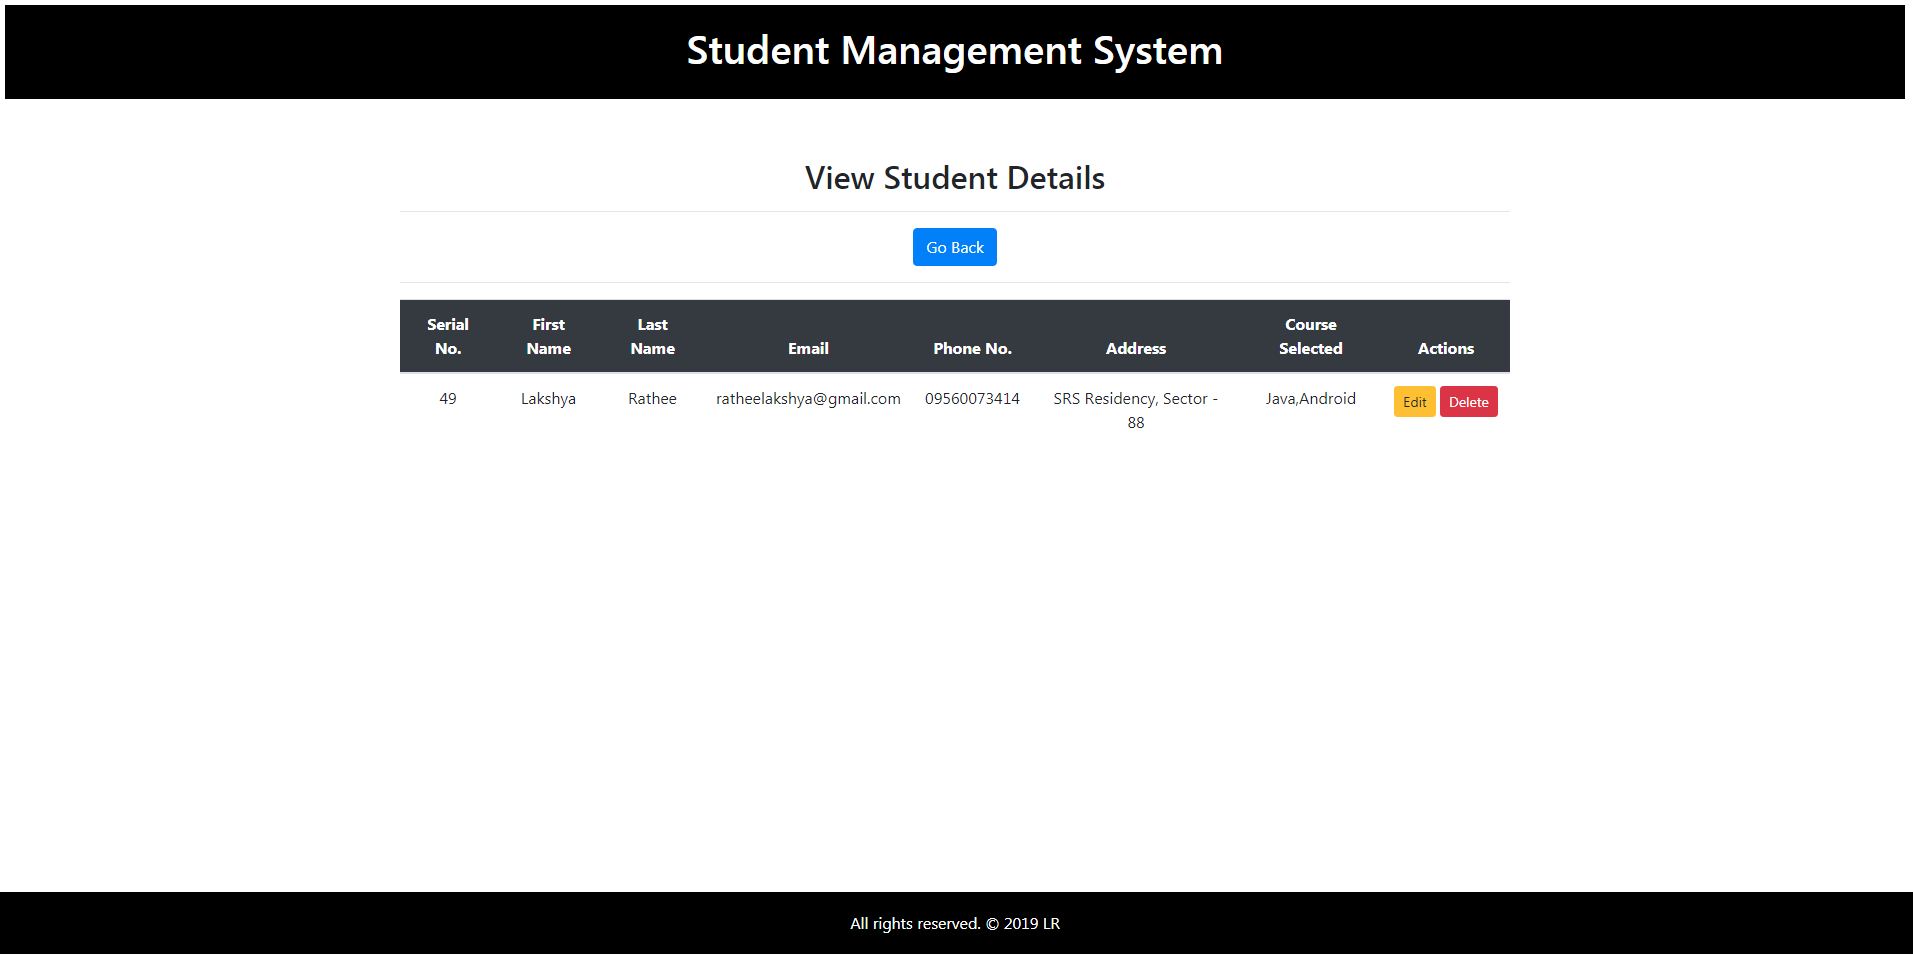 Student Management System
View Student Details
Go Back
Serial No. First Name Last Name Email Phone No. Address Course Selected Actions
49 Lakshya Rathee ratheelakshya@gmail.com 09560073414 SRS Residency, Sector - 88 Java,Android Edit Delete
All rights reserved. © 2019 LR